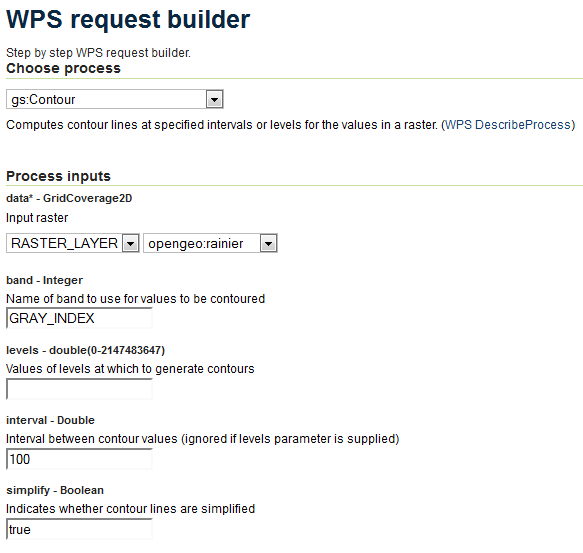 WPS request builder
Step by step WPS request builder.
Choose process
gs:Contour
Computes contour lines at specified intervals or levels for the values in a raster. (WPS DescribeProcess)
Process inputs
data* - GridCoverage2D
Input raster
RASTER_LAYER opengeo:rainier
band - Integer
Name of band to use for values to be contoured
GRAY_INDEX
levels - double(0-2147483647)
Values of levels at which to generate contours
interval - Double
Interval between contour values (ignored if levels parameter is supplied)
100
simplify - Boolean
Indicates whether contour lines are simplified
true